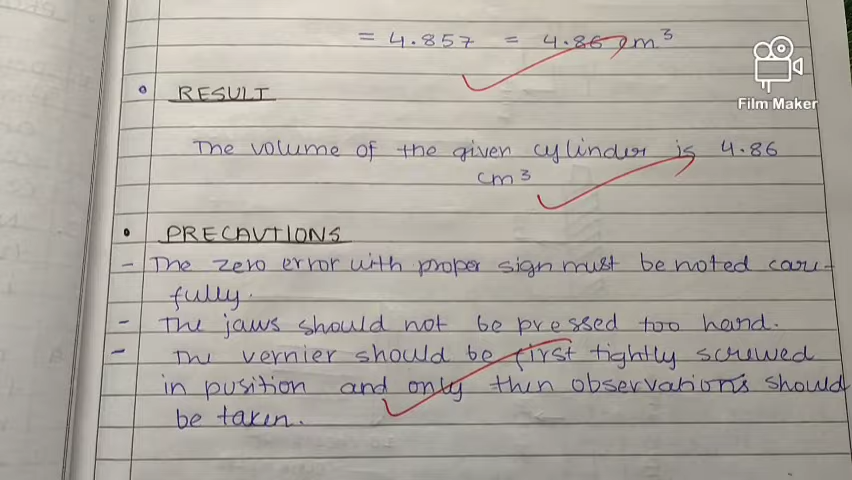 = 4.857 = 4.86 cm³
Film Maker
• RESULT
The volume of the given cylinder is 4.86
cm³
• PRECAUTIONS
- The zero error with proper sign must be noted care-
fully.
- The jaws should not be pressed too hard.
- The vernier should be first tightly screwed
in position and only then observations should
be taken.